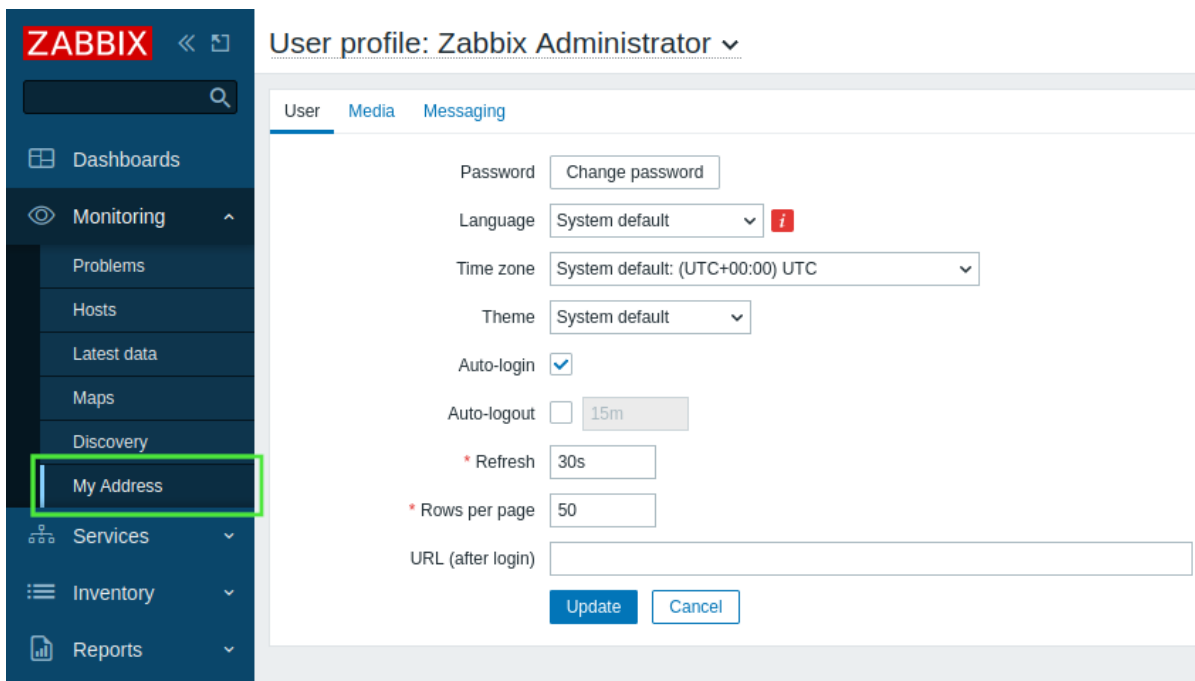 ZABBIX
User profile: Zabbix Administrator
User Media Messaging
Dashboards
Monitoring
Problems
Hosts
Latest data
Maps
Discovery
My Address
Services
Inventory
Reports
Password Change password
Language System default i
Time zone System default: (UTC+00:00) UTC
Theme System default
Auto-login
Auto-logout 15m
* Refresh 30s
* Rows per page 50
URL (after login)
Update Cancel